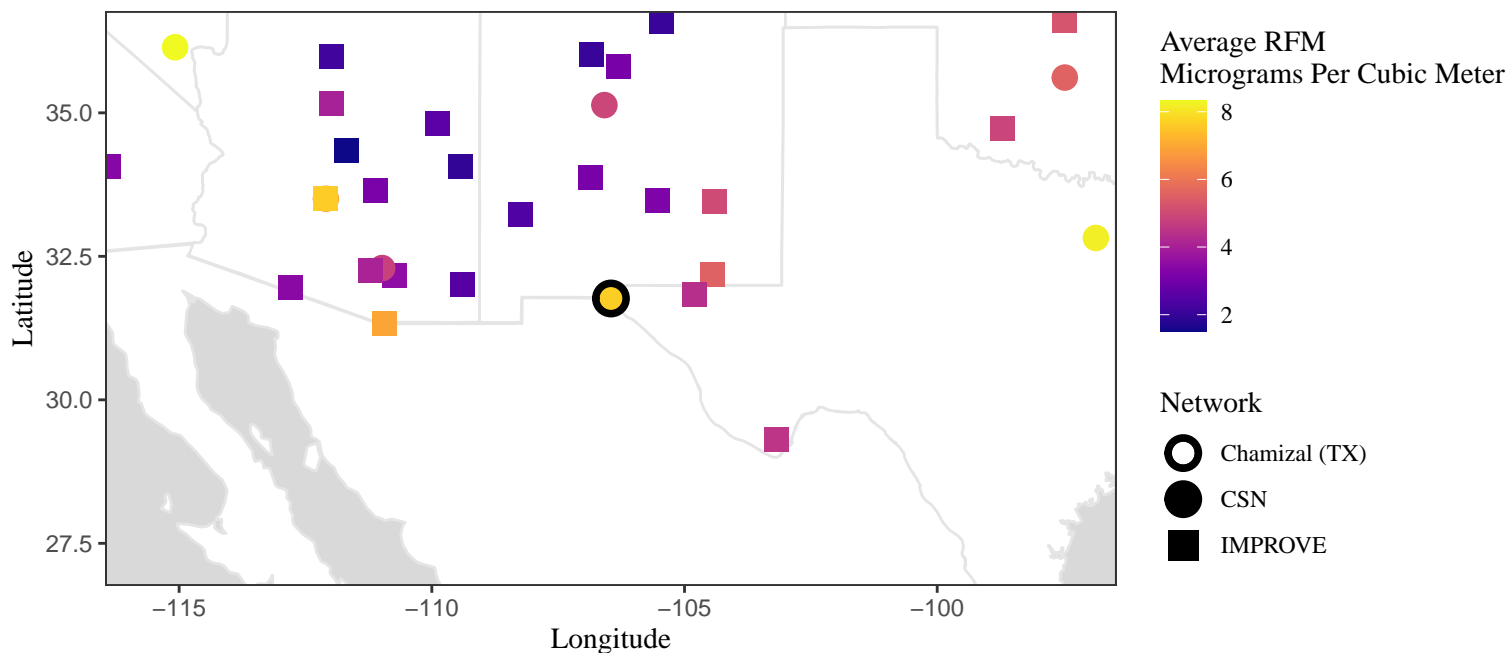 35.0
32.5
30.0
27.5
Latitude
−115
−110
−105
−100
Longitude
Average RFM
Micrograms Per Cubic Meter
8
6
4
2
Network
Chamizal (TX)
CSN
IMPROVE